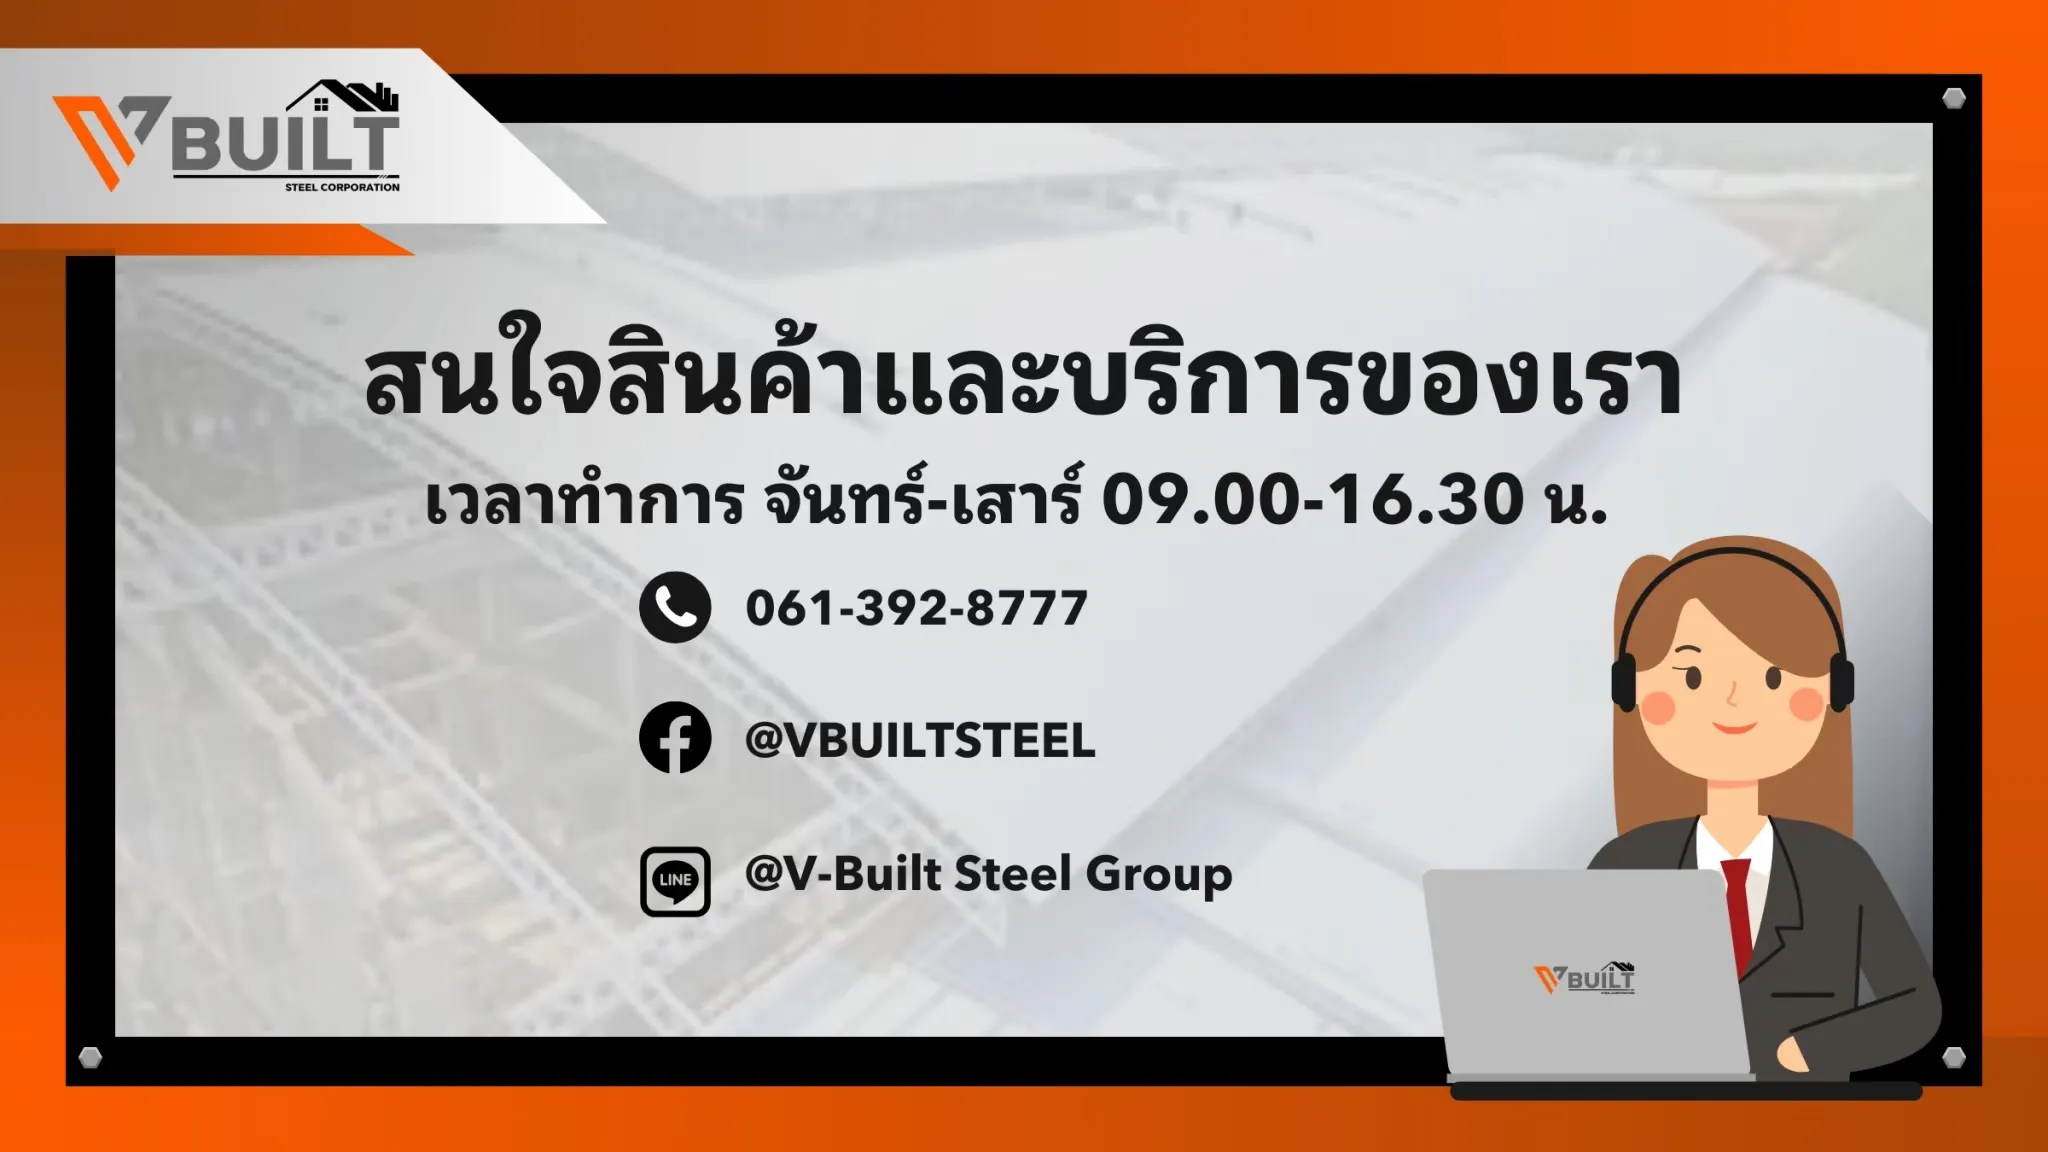 VBUILT
STEEL CORPORATION
สนใจสินค้าและบริการของเรา
เวลาทำการ จันทร์-เสาร์ 09.00-16.30 น.
061-392-8777
@VBUILTSTEEL
LINE
@V-Built Steel Group
VBUILT